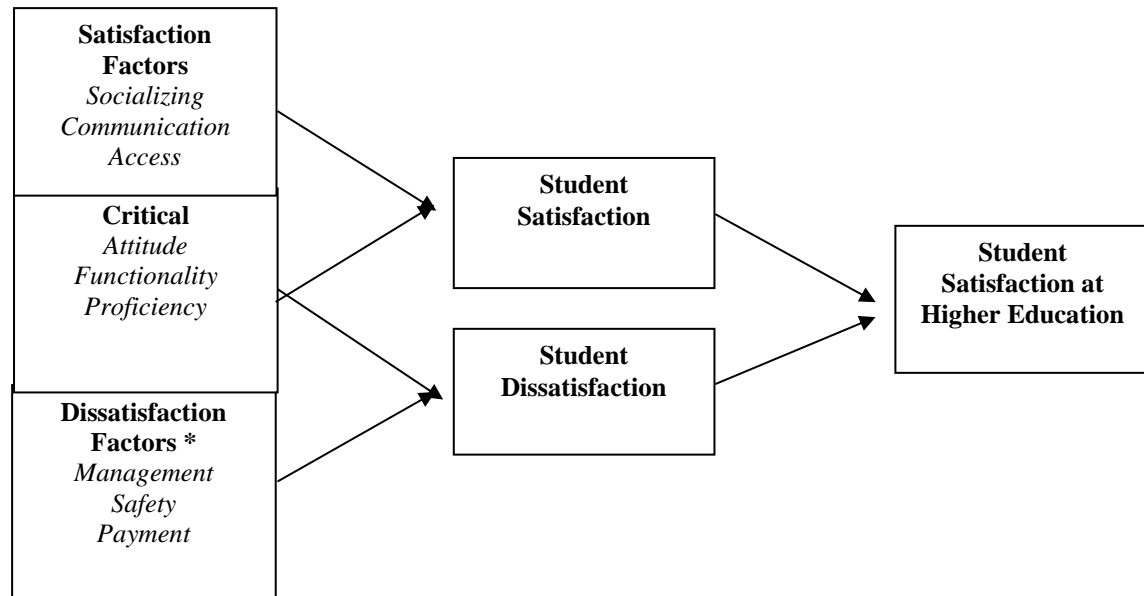 Satisfaction
Factors
Socializing
Communication
Access
Critical
Attitude
Functionality
Proficiency
Dissatisfaction
Factors *
Management
Safety
Payment
Student
Satisfaction
Student
Dissatisfaction
Student
Satisfaction at
Higher Education